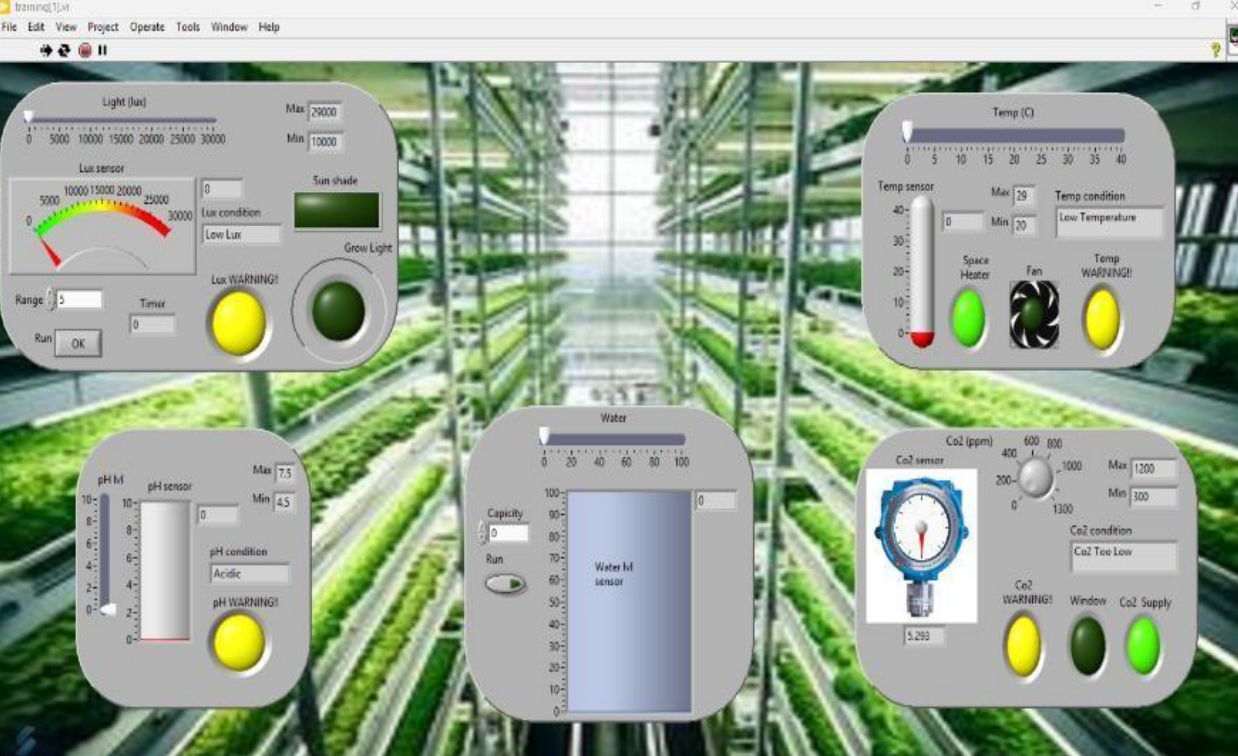 training[1].vi
File Edit View Project Operate Tools Window Help
Light (lux)
0 5000 10000 15000 20000 25000 30000
Max 29000
Min 10000
Lux sensor
0 5000 10000 15000 20000 25000 30000
0
Lux condition
Low Lux
Sun shade
Grow Light
Lux WARNING!!
Range 5
Timer
0
Run OK
Temp (C)
0 5 10 15 20 25 30 35 40
Temp sensor
40
30
20
10
0
0
Max 29
Min 20
Temp condition
Low Temperature
Space Heater
Fan
Temp WARNING!!
pH lvl
10
8
6
4
2
0
pH sensor
10
8
6
4
2
0
0
Max 7.5
Min 4.5
pH condition
Acidic
pH WARNING!!
Water
0 20 40 60 80 100
Capicity
0
Run
100
90
80
70
60
50
40
30
20
10
0
Water lvl sensor
0
Co2 (ppm)
0 200 400 600 800 1000 1300
Co2 sensor
5.293
Max 1200
Min 300
Co2 condition
Co2 Too Low
Co2 WARNING!!
Window
Co2 Supply